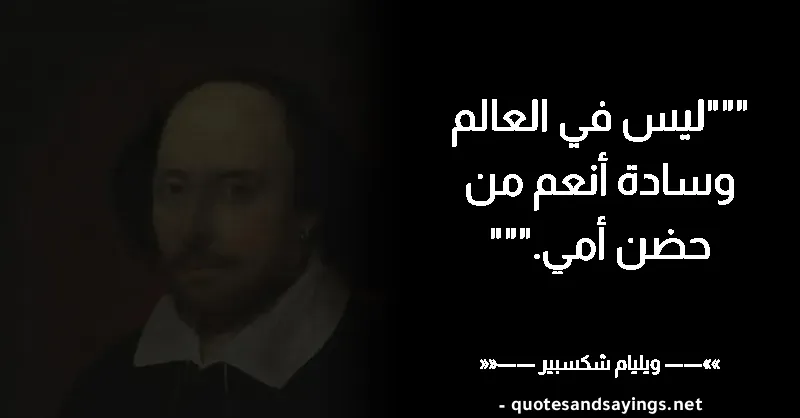 """ليس في العالم
وسادة أنعم من
حضن أمي."""
»»——— ويليام شكسبير ———««
- quotesandsayings.net